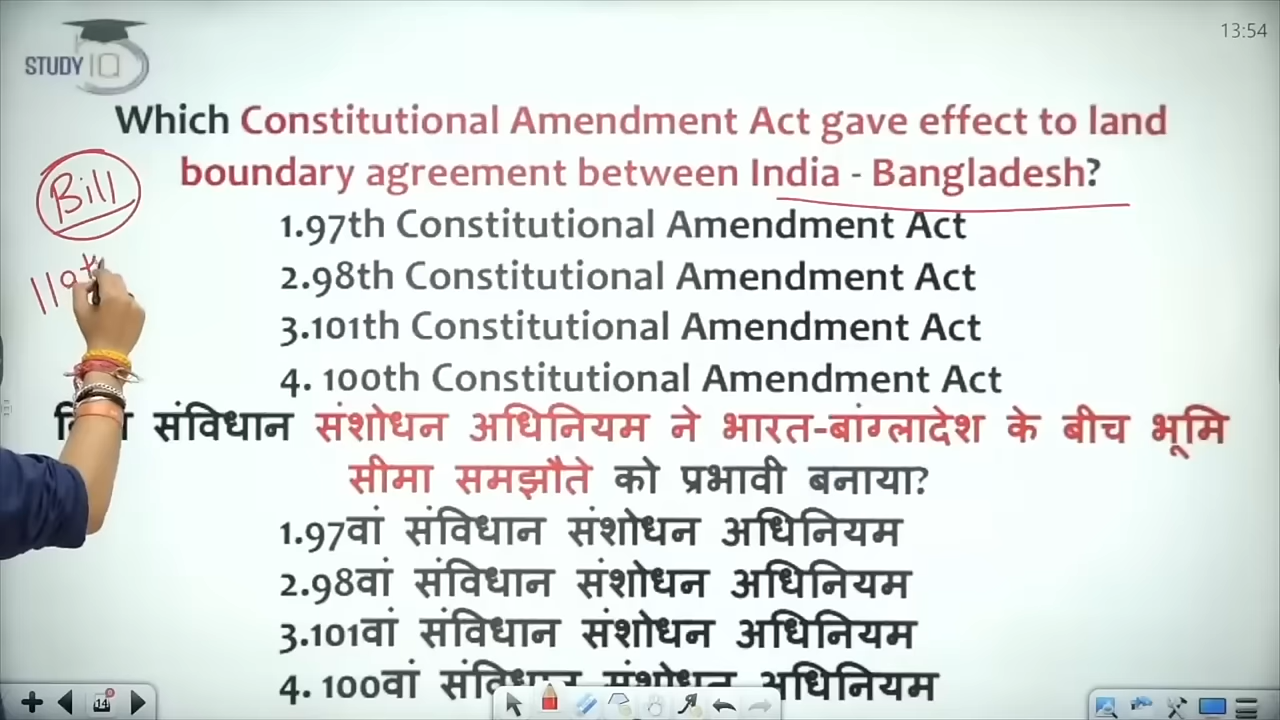 13:54
STUDY IQ
Which Constitutional Amendment Act gave effect to land
boundary agreement between India - Bangladesh?
Bill
1.97th Constitutional Amendment Act
2.98th Constitutional Amendment Act
3.101th Constitutional Amendment Act
4. 100th Constitutional Amendment Act
संविधान संशोधन अधिनियम ने भारत-बांग्लादेश के बीच भूमि
सीमा समझौते को प्रभावी बनाया?
1.97वां संविधान संशोधन अधिनियम
2.98वां संविधान संशोधन अधिनियम
3.101वां संविधान संशोधन अधिनियम
4. 100वां संविधान संशोधन अधिनियम
14